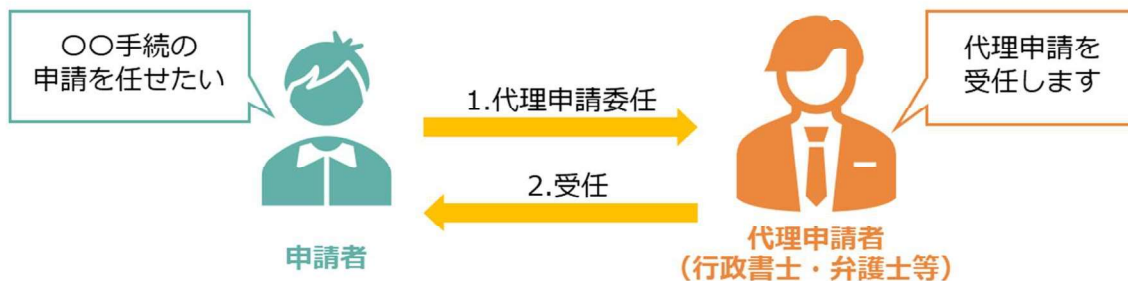 〇〇手続の
申請を任せたい
代理申請を
受任します
1.代理申請委任
2.受任
申請者
代理申請者
（行政書士・弁護士等）